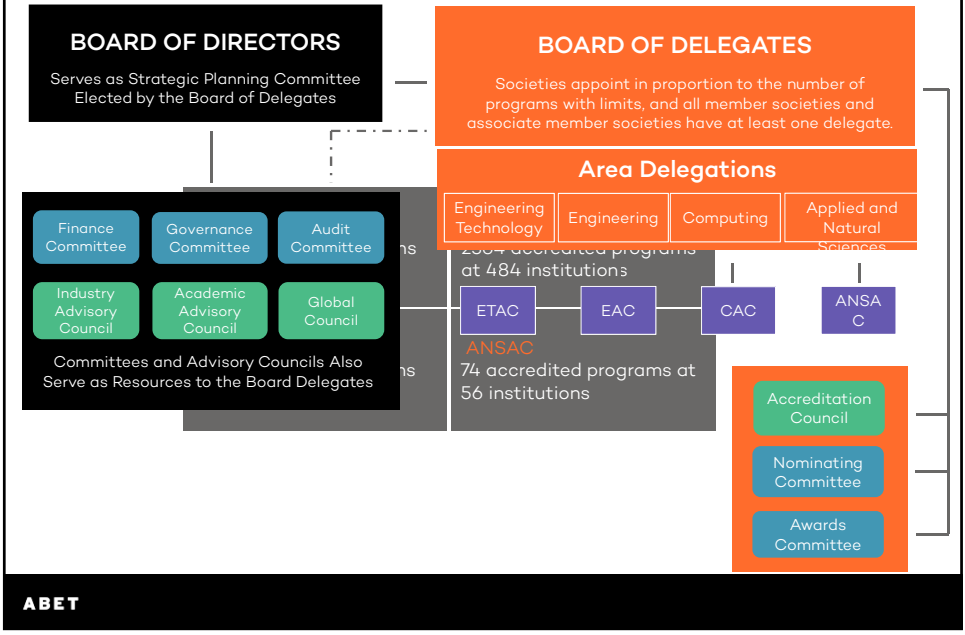 BOARD OF DIRECTORS
Serves as Strategic Planning Committee
Elected by the Board of Delegates
BOARD OF DELEGATES
Societies appoint in proportion to the number of
programs with limits, and all member societies and
associate member societies have at least one delegate.
Area Delegations
Engineering
Technology
Engineering
Computing
Applied and
Natural
Sciences
Finance
Committee
Governance
Committee
Audit
Committee
Industry
Advisory
Council
Academic
Advisory
Council
Global
Council
Committees and Advisory Councils Also
Serve as Resources to the Board Delegates
accredited programs
at 484 institutions
ETAC
EAC
CAC
ANSA
C
ANSAC
74 accredited programs at
56 institutions
Accreditation
Council
Nominating
Committee
Awards
Committee
ABET